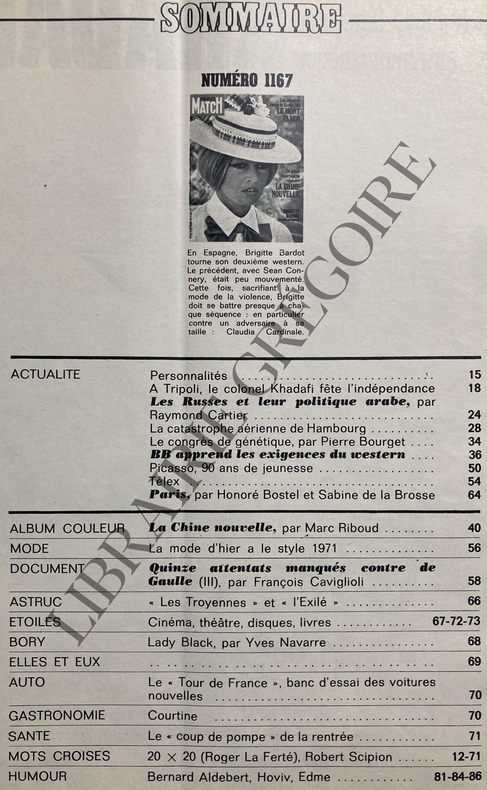 SOMMAIRE
NUMÉRO 1167
MATCH
LA CHINE
NOUVELLE
En Espagne, Brigitte Bardot
tourne son deuxième western.
Le précédent, avec Sean Con-
nery, était peu mouvementé.
Cette fois, sacrifiant à la
mode de la violence, Brigitte
doit se battre presque à cha-
que séquence : en particulier
contre un adversaire à sa
taille : Claudia Cardinale.
ACTUALITE Personnalités 15
A Tripoli, le colonel Khadafi fête l'indépendance 18
Les Russes et leur politique arabe, par
Raymond Cartier 24
La catastrophe aérienne de Hambourg 28
Le congrès de génétique, par Pierre Bourget 34
BB apprend les exigences du western 36
Picasso, 90 ans de jeunesse 50
Télex 54
Paris, par Honoré Bostel et Sabine de la Brosse 64
ALBUM COULEUR La Chine nouvelle, par Marc Riboud 40
MODE La mode d'hier a le style 1971 56
DOCUMENT Quinze attentats manqués contre de
Gaulle (III), par François Caviglioli 58
ASTRUC « Les Troyennes » et « l'Exilé » 66
ETOILES Cinéma, théâtre, disques, livres 67-72-73
BORY Lady Black, par Yves Navarre 68
ELLES ET EUX 69
AUTO Le « Tour de France », banc d'essai des voitures
nouvelles 70
GASTRONOMIE Courtine 70
SANTE Le « coup de pompe » de la rentrée 71
MOTS CROISES 20 × 20 (Roger La Ferté), Robert Scipion 12-71
HUMOUR Bernard Aldebert, Hoviv, Edme 81-84-86
LIBRAIRIE GRÉGOIRE